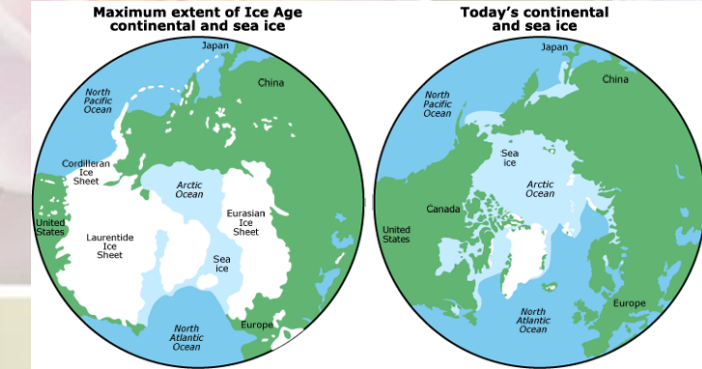 Maximum extent of Ice Age
continental and sea ice
Japan
China
North
Pacific
Ocean
Cordilleran
Ice
Sheet
Arctic
Ocean
United
States
Laurentide
Ice
Sheet
Eurasian
Ice
Sheet
Sea
ice
North
Atlantic
Ocean
Europe
Today's continental
and sea ice
Japan
China
North
Pacific
Ocean
Sea
ice
Arctic
Ocean
Canada
United
States
Europe
North
Atlantic
Ocean